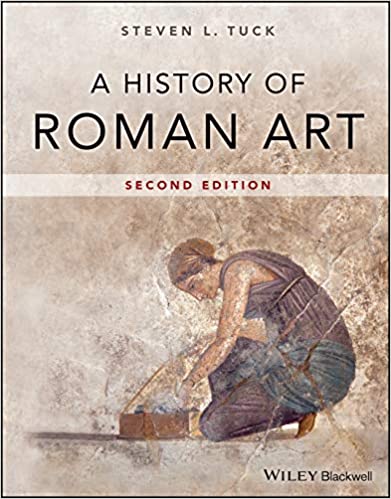 STEVEN L. TUCK
A HISTORY OF
ROMAN ART
SECOND EDITION
WILEY Blackwell